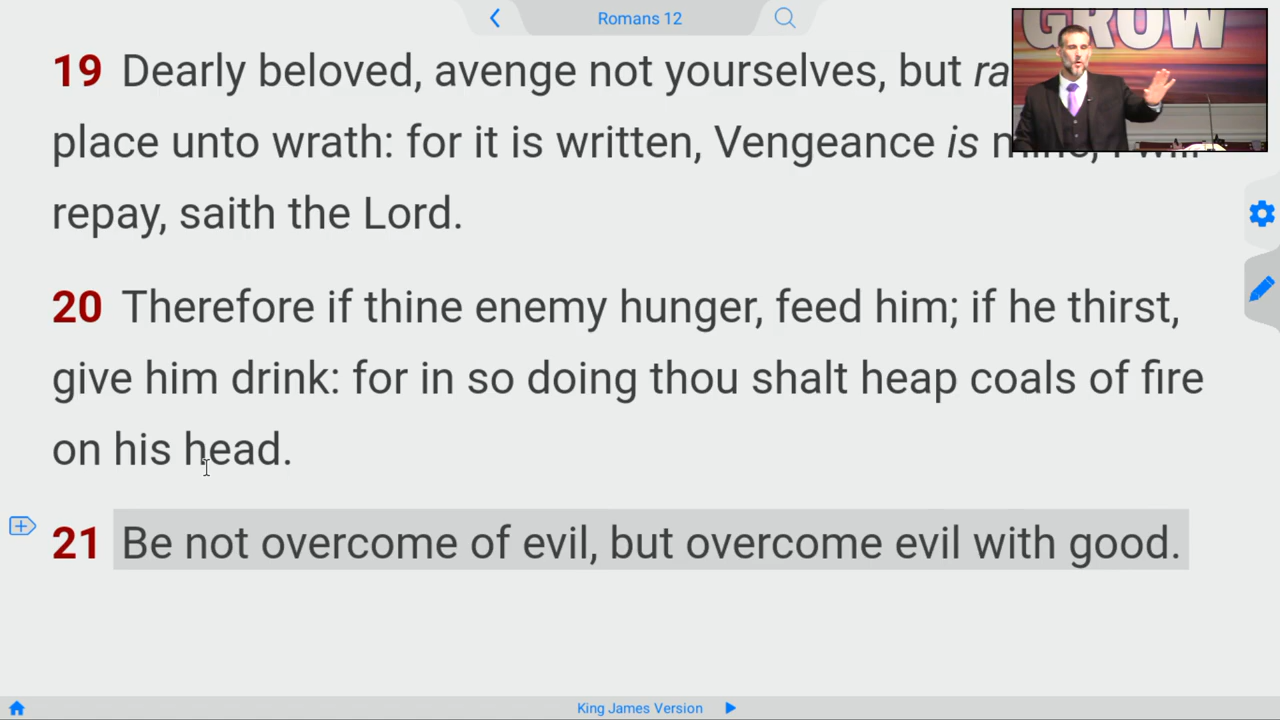 Romans 12
GROW
19 Dearly beloved, avenge not yourselves, but
place unto wrath: for it is written, Vengeance is
repay, saith the Lord.
20 Therefore if thine enemy hunger, feed him; if he thirst,
give him drink: for in so doing thou shalt heap coals of fire
on his head.
21 Be not overcome of evil, but overcome evil with good.
King James Version